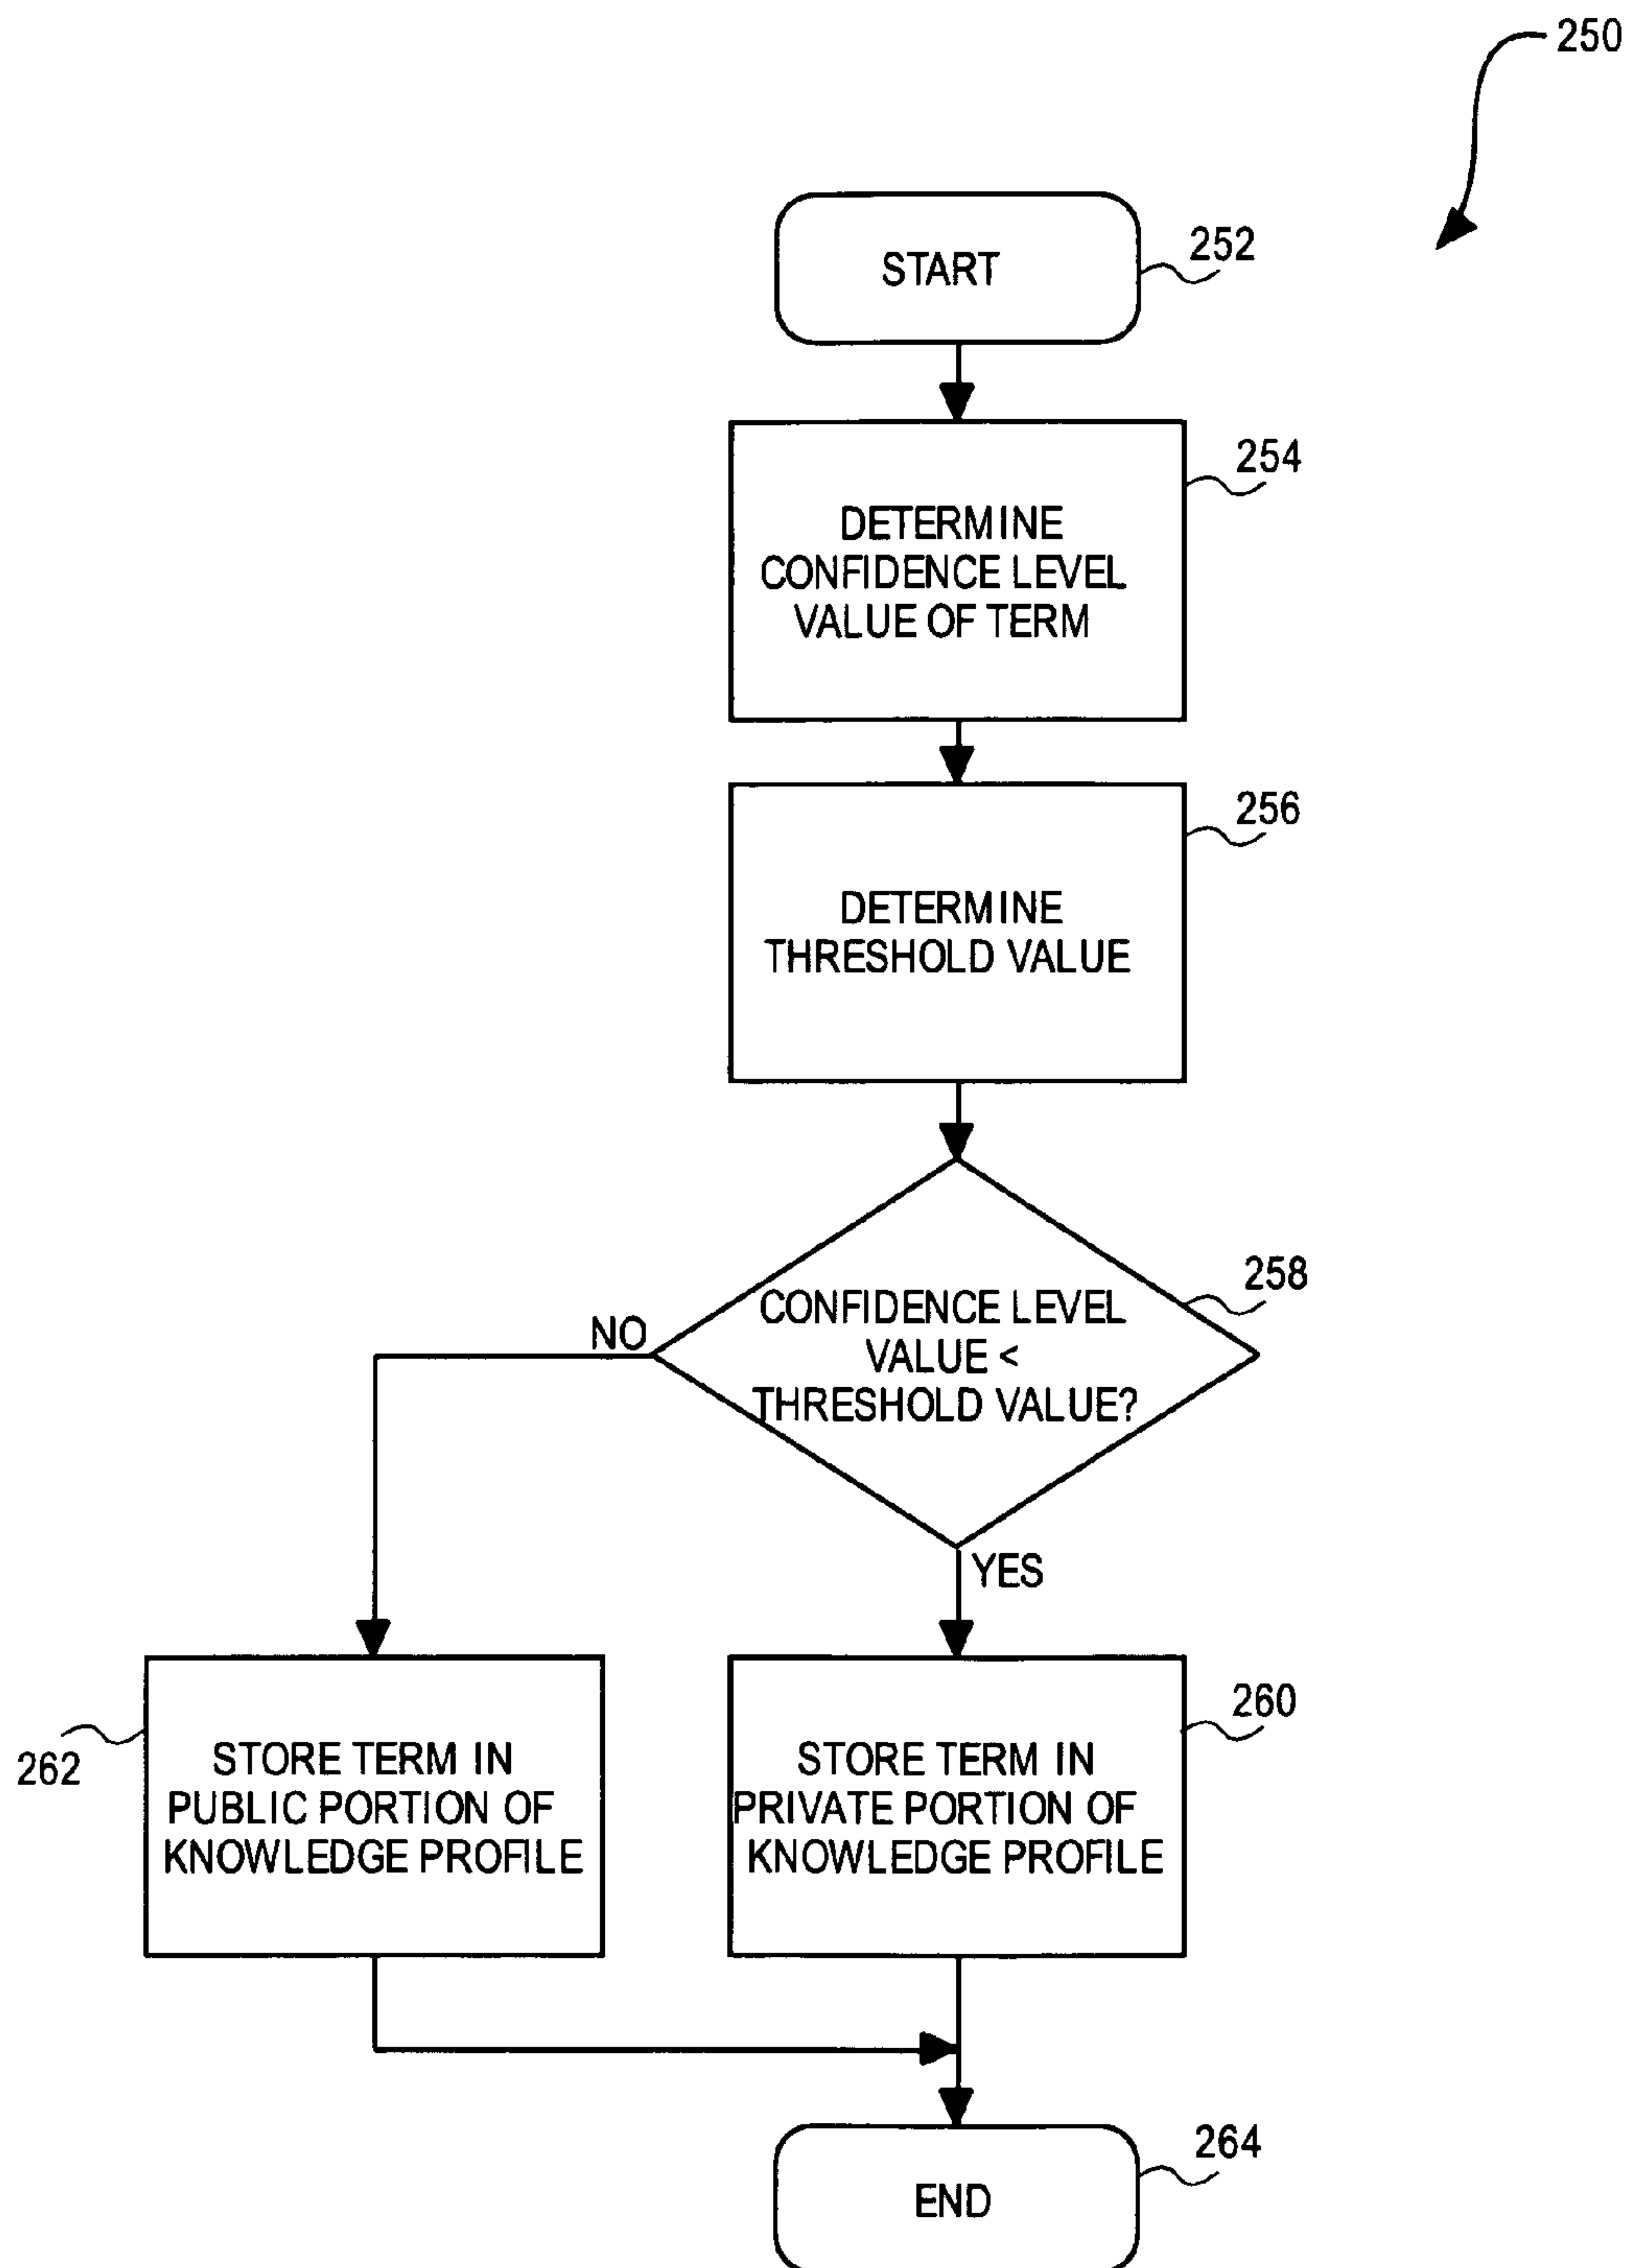 250
START
252
254
DETERMINE
CONFIDENCE LEVEL
VALUE OF TERM
256
DETERMINE
THRESHOLD VALUE
258
CONFIDENCE LEVEL
VALUE <
THRESHOLD VALUE?
NO
YES
262
STORE TERM IN
PUBLIC PORTION OF
KNOWLEDGE PROFILE
260
STORE TERM IN
PRIVATE PORTION OF
KNOWLEDGE PROFILE
264
END